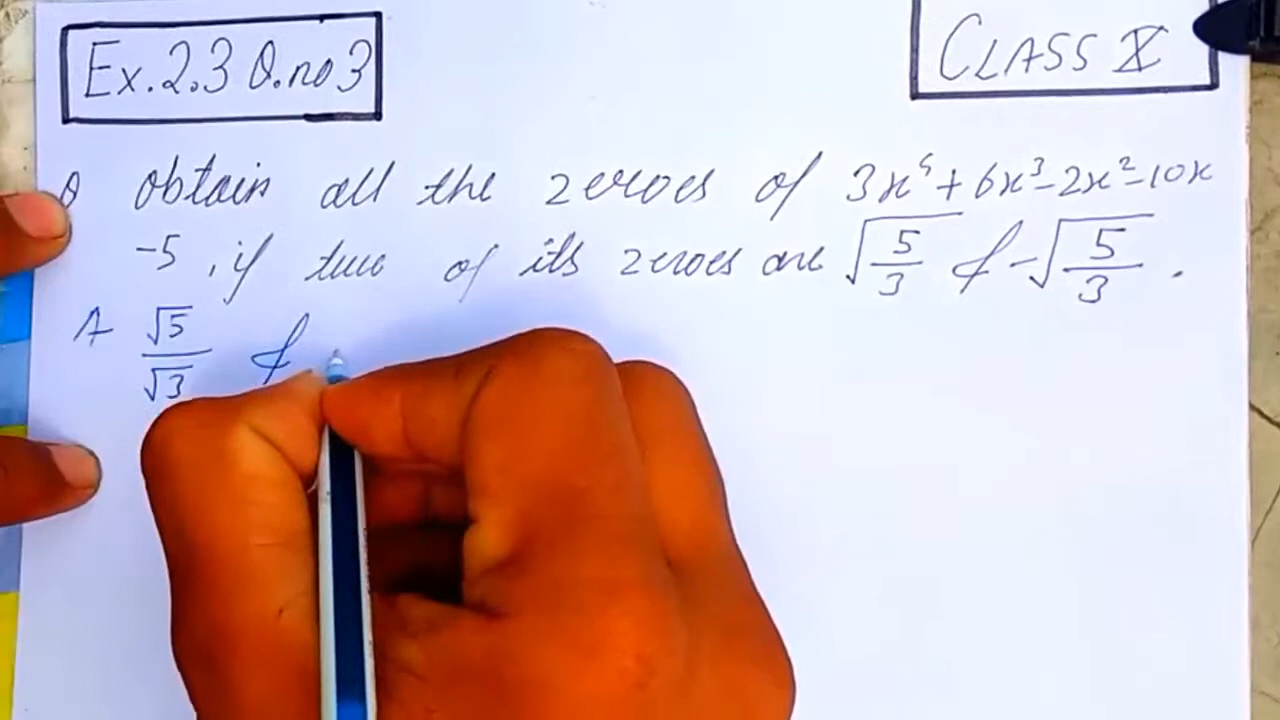 Ex.2.3 Q.no3
CLASS X
Q obtain all the zeroes of 3x⁴+6x³-2x²-10x
-5, if two of its zeroes are √(5/3) & -√(5/3).
A √5/√3 &